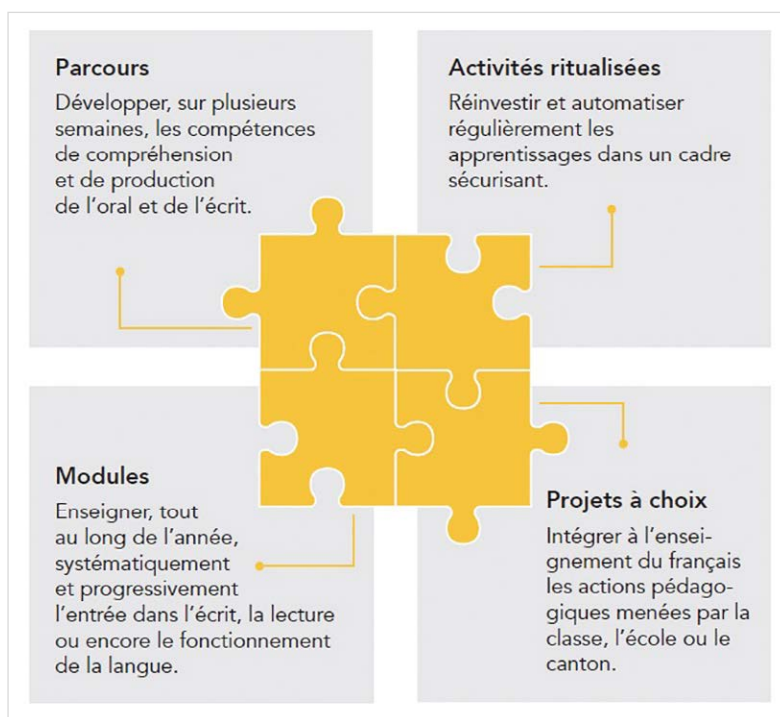 Parcours
Développer, sur plusieurs
semaines, les compétences
de compréhension
et de production
de l'oral et de l'écrit.
Activités ritualisées
Réinvestir et automatiser
régulièrement les
apprentissages dans un cadre
sécurisant.
Modules
Enseigner, tout
au long de l'année,
systématiquement
et progressivement
l'entrée dans l'écrit, la lecture
ou encore le fonctionnement
de la langue.
Projets à choix
Intégrer à l'ensei-
gnement du français
les actions pédago-
giques menées par la
classe, l'école ou le
canton.